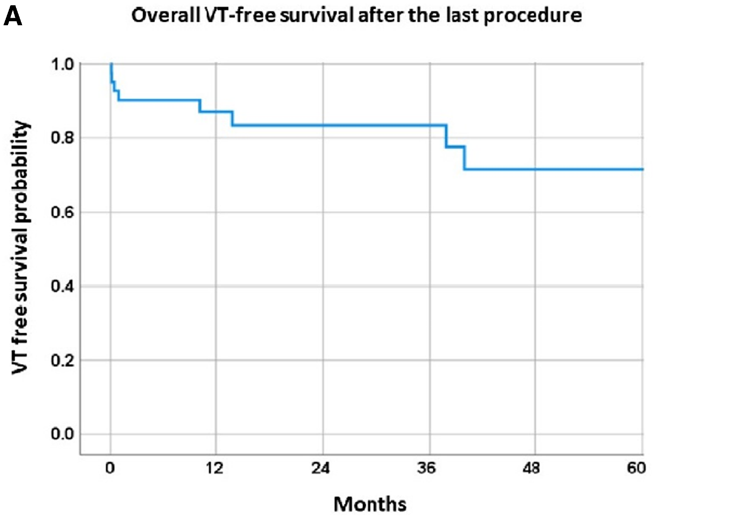 A
Overall VT-free survival after the last procedure
VT free survival probability
1.0
0.8
0.6
0.4
0.2
0.0
0 12 24 36 48 60
Months